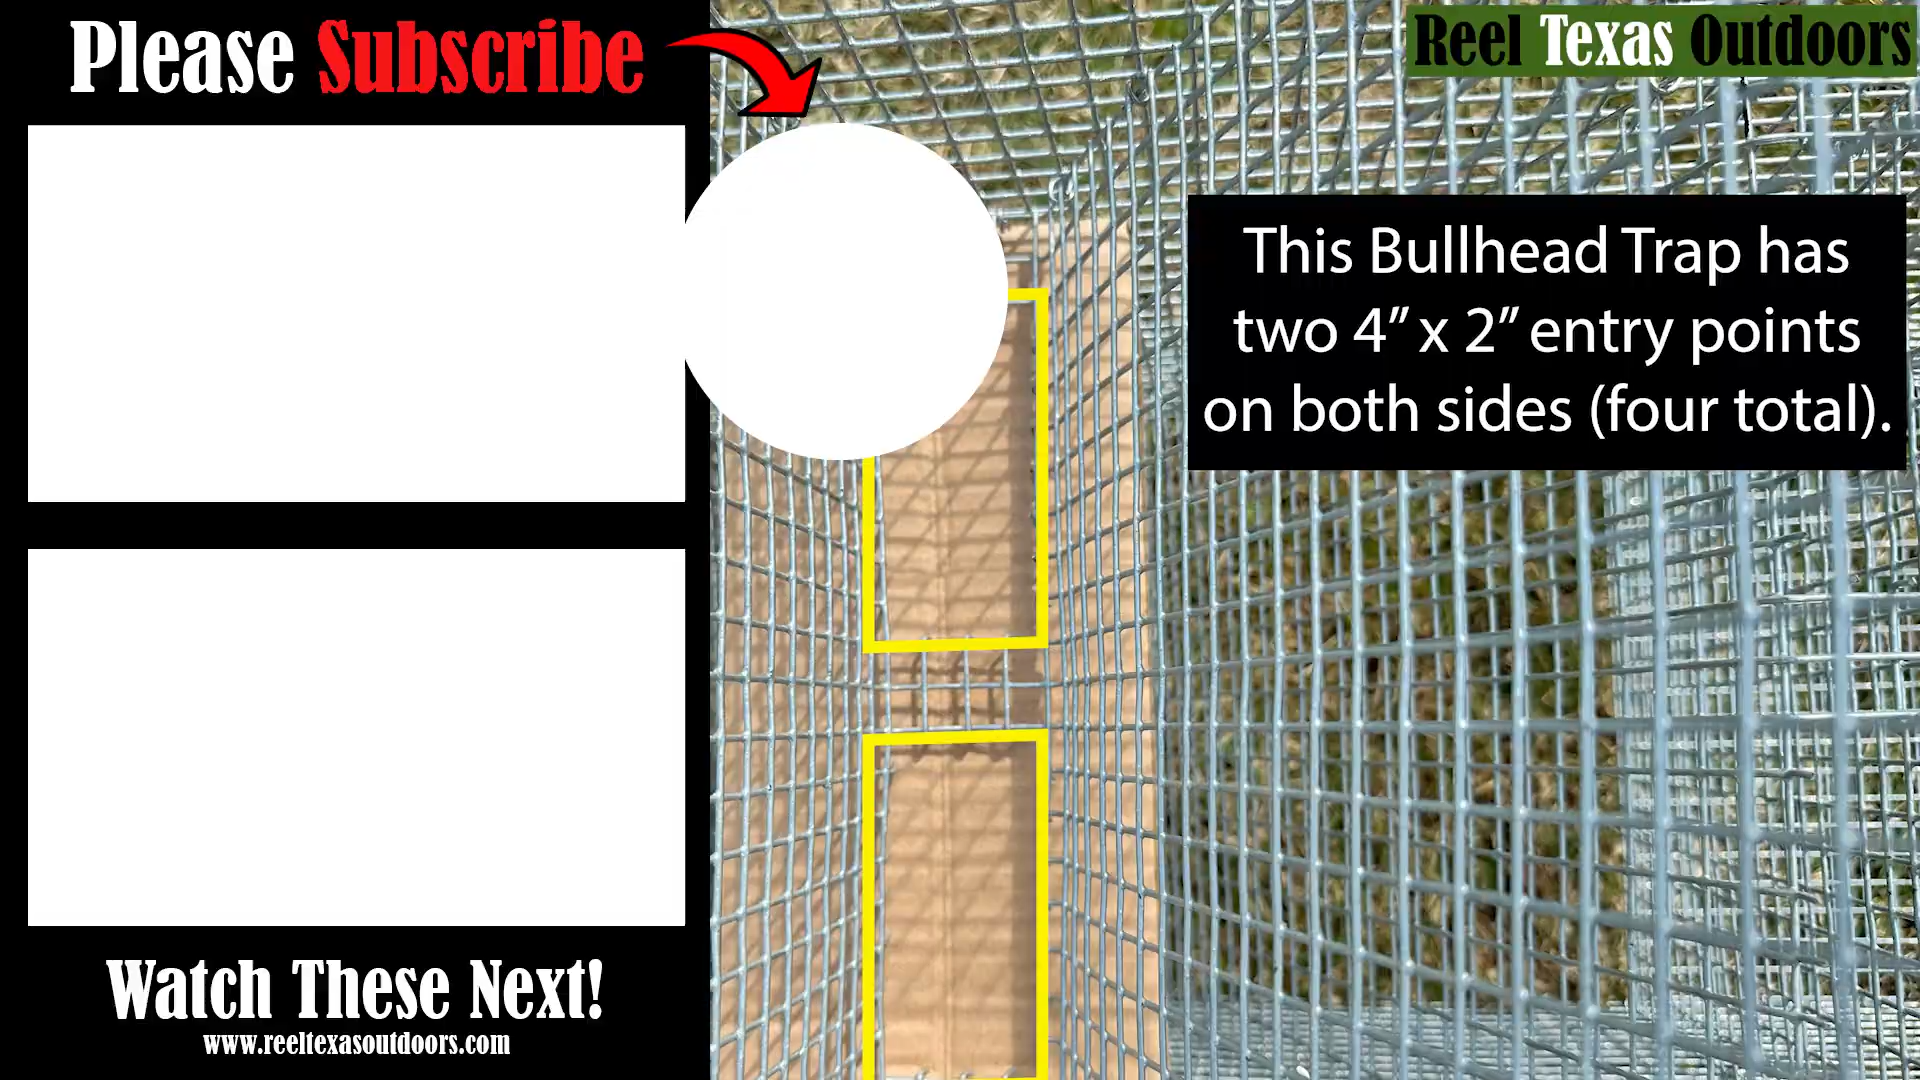 Please Subscribe
Reel Texas Outdoors
This Bullhead Trap has
two 4” x 2” entry points
on both sides (four total).
Watch These Next!
www.reeltexasoutdoors.com